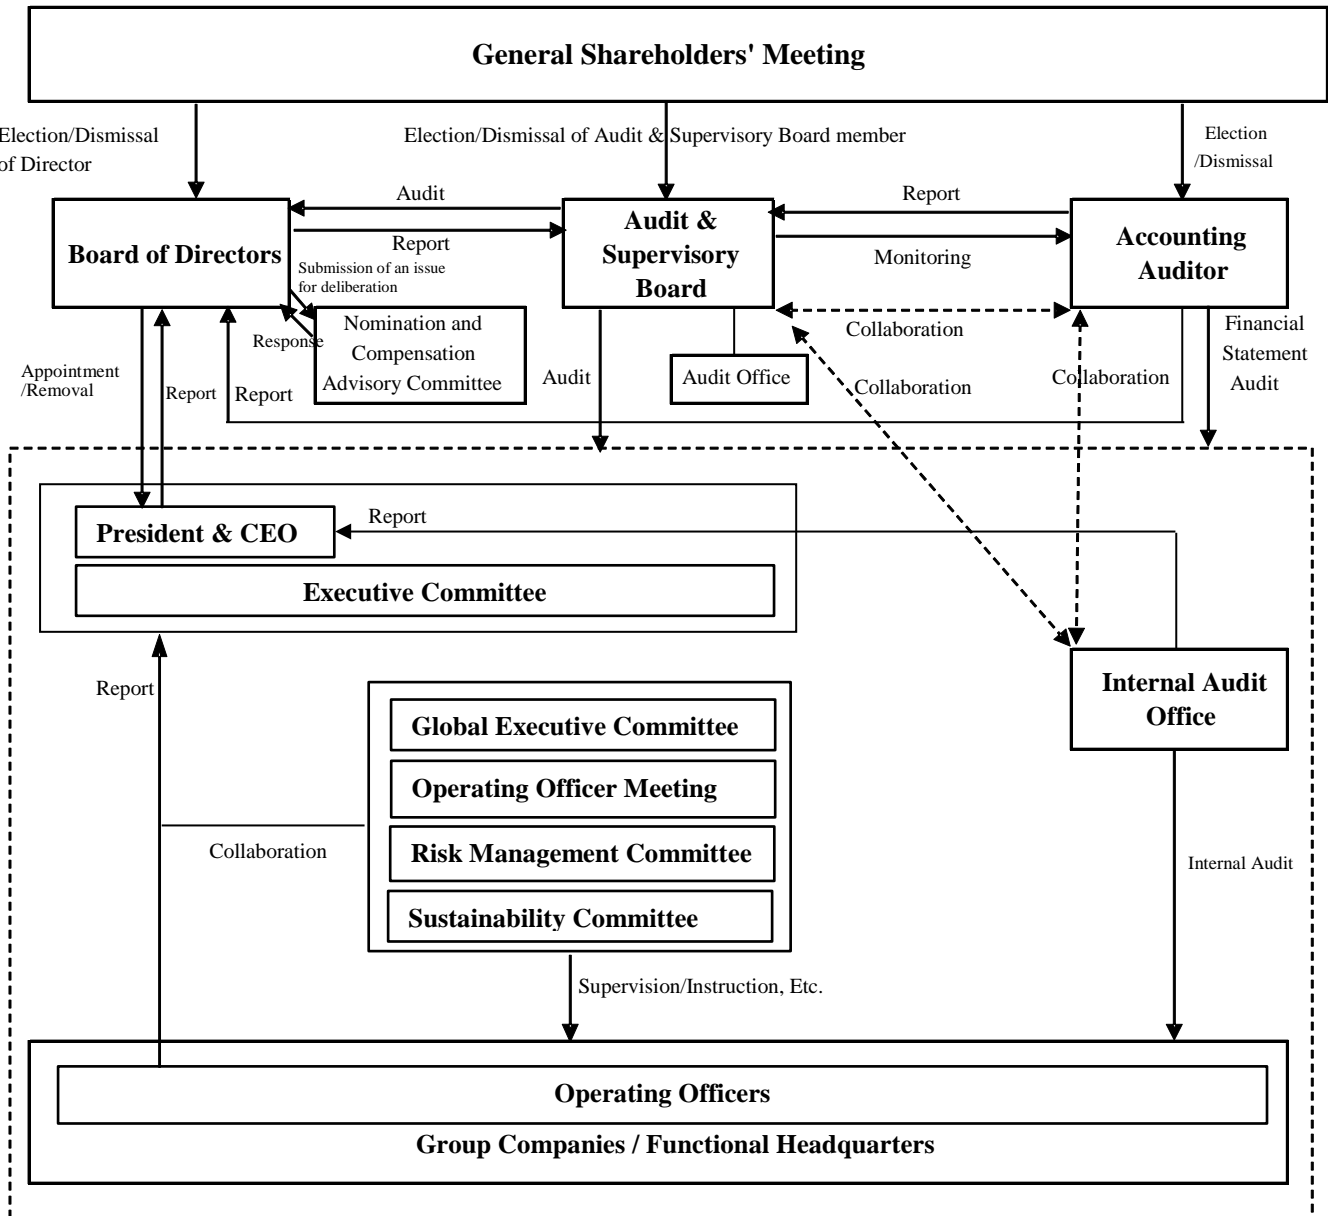 General Shareholders' Meeting
Election/Dismissal
of Director
Election/Dismissal of Audit & Supervisory Board member
Election
/Dismissal
Audit
Report
Board of Directors
Audit &
Supervisory
Board
Accounting
Auditor
Report
Monitoring
Submission of an issue
for deliberation
Response
Nomination and
Compensation
Advisory Committee
Collaboration
Financial
Statement
Audit
Appointment
/Removal
Report
Report
Audit
Audit Office
Collaboration
Collaboration
President & CEO
Report
Executive Committee
Report
Internal Audit
Office
Global Executive Committee
Operating Officer Meeting
Risk Management Committee
Sustainability Committee
Collaboration
Internal Audit
Supervision/Instruction, Etc.
Operating Officers
Group Companies / Functional Headquarters